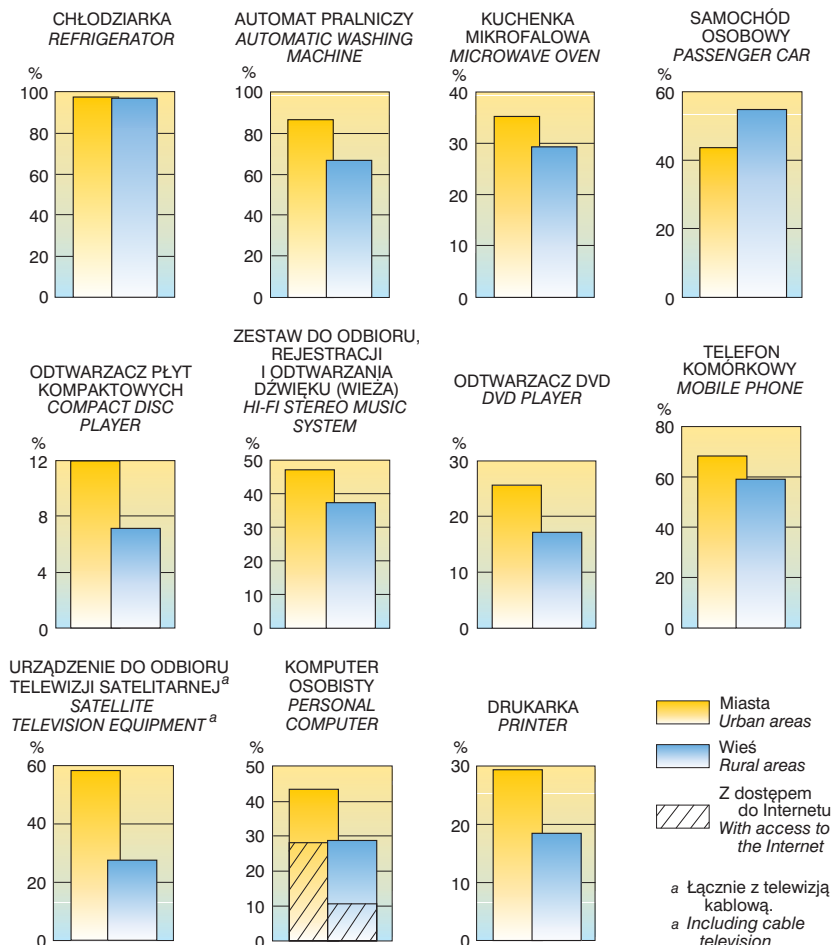 CHŁODZIARKA
REFRIGERATOR
%
100
80
60
40
20
0
AUTOMAT PRALNICZY
AUTOMATIC WASHING
MACHINE
%
100
80
60
40
20
0
KUCHENKA
MIKROFALOWA
MICROWAVE OVEN
%
40
30
20
10
0
SAMOCHÓD
OSOBOWY
PASSENGER CAR
%
60
40
20
0
ODTWARZACZ PŁYT
KOMPAKTOWYCH
COMPACT DISC
PLAYER
%
12
8
4
0
ZESTAW DO ODBIORU,
REJESTRACJI
I ODTWARZANIA
DŹWIĘKU (WIEŻA)
HI-FI STEREO MUSIC
SYSTEM
%
50
40
30
20
10
0
ODTWARZACZ DVD
DVD PLAYER
%
30
20
10
0
TELEFON
KOMÓRKOWY
MOBILE PHONE
%
80
60
40
20
0
URZĄDZENIE DO ODBIORU
TELEWIZJI SATELITARNEJ a
SATELLITE
TELEVISION EQUIPMENT a
%
60
40
20
0
KOMPUTER
OSOBISTY
PERSONAL
COMPUTER
%
50
40
30
20
10
0
DRUKARKA
PRINTER
%
30
20
10
0
Miasta
Urban areas
Wieś
Rural areas
Z dostępem
do Internetu
With access to
the Internet
a Łącznie z telewizją
kablową.
a Including cable
television